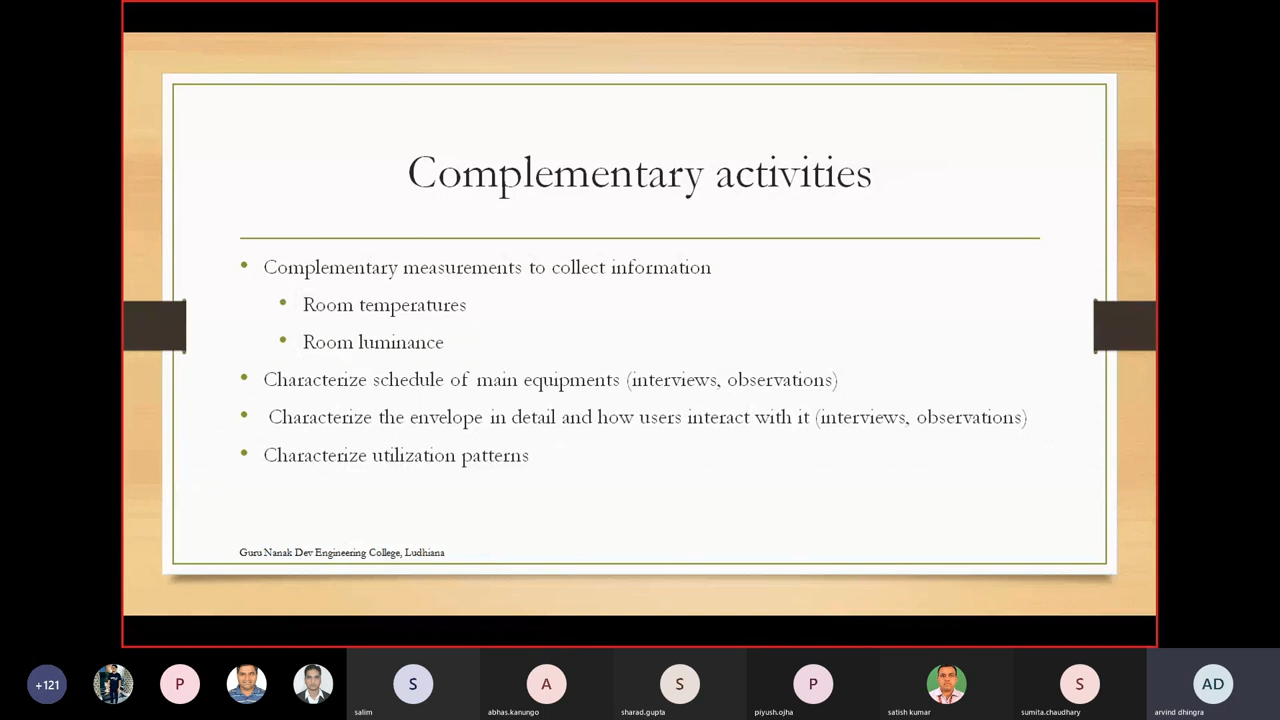 Complementary activities
Complementary measurements to collect information
Room temperatures
Room luminance
Characterize schedule of main equipments (interviews, observations)
Characterize the envelope in detail and how users interact with it (interviews, observations)
Characterize utilization patterns
Guru Nanak Dev Engineering College, Ludhiana
+121
P
S
A
S
P
S
AD
salim
abhas.kanungo
sharad.gupta
piyush.ojha
satish kumar
sumita.chaudhary
arvind dhingra